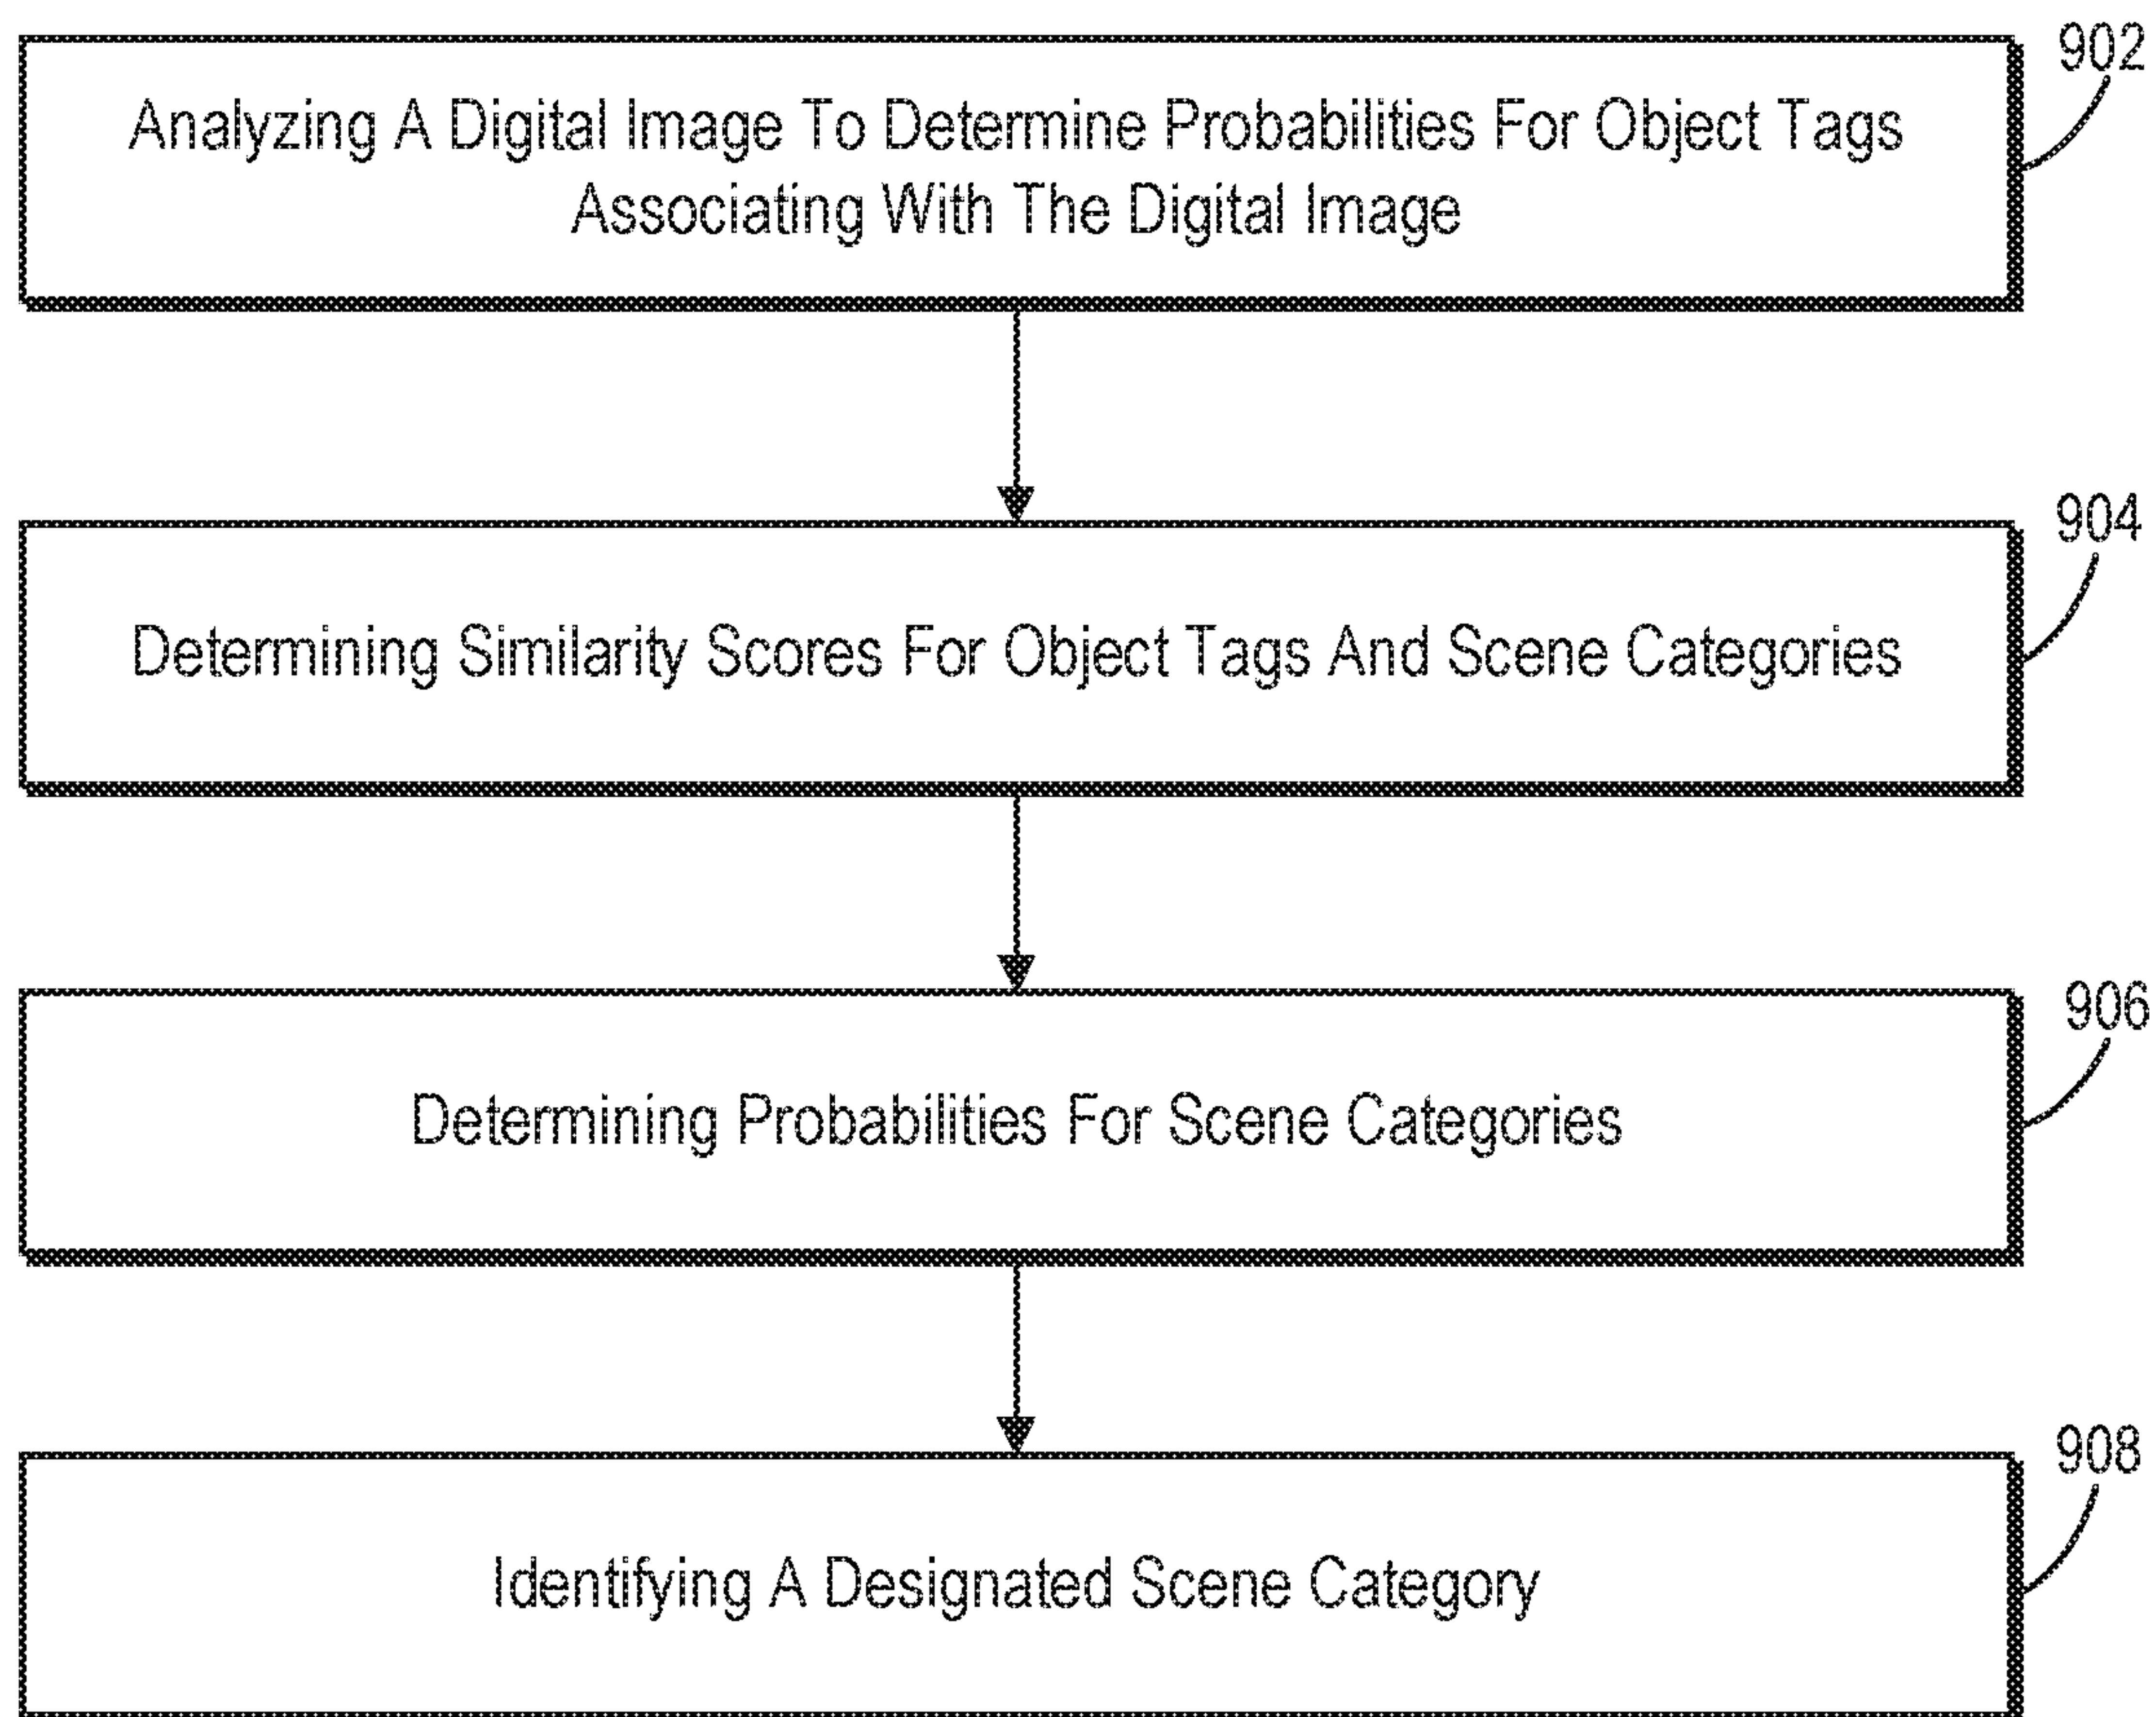 902
Analyzing A Digital Image To Determine Probabilities For Object Tags
Associating With The Digital Image
904
Determining Similarity Scores For Object Tags And Scene Categories
906
Determining Probabilities For Scene Categories
908
Identifying A Designated Scene Category